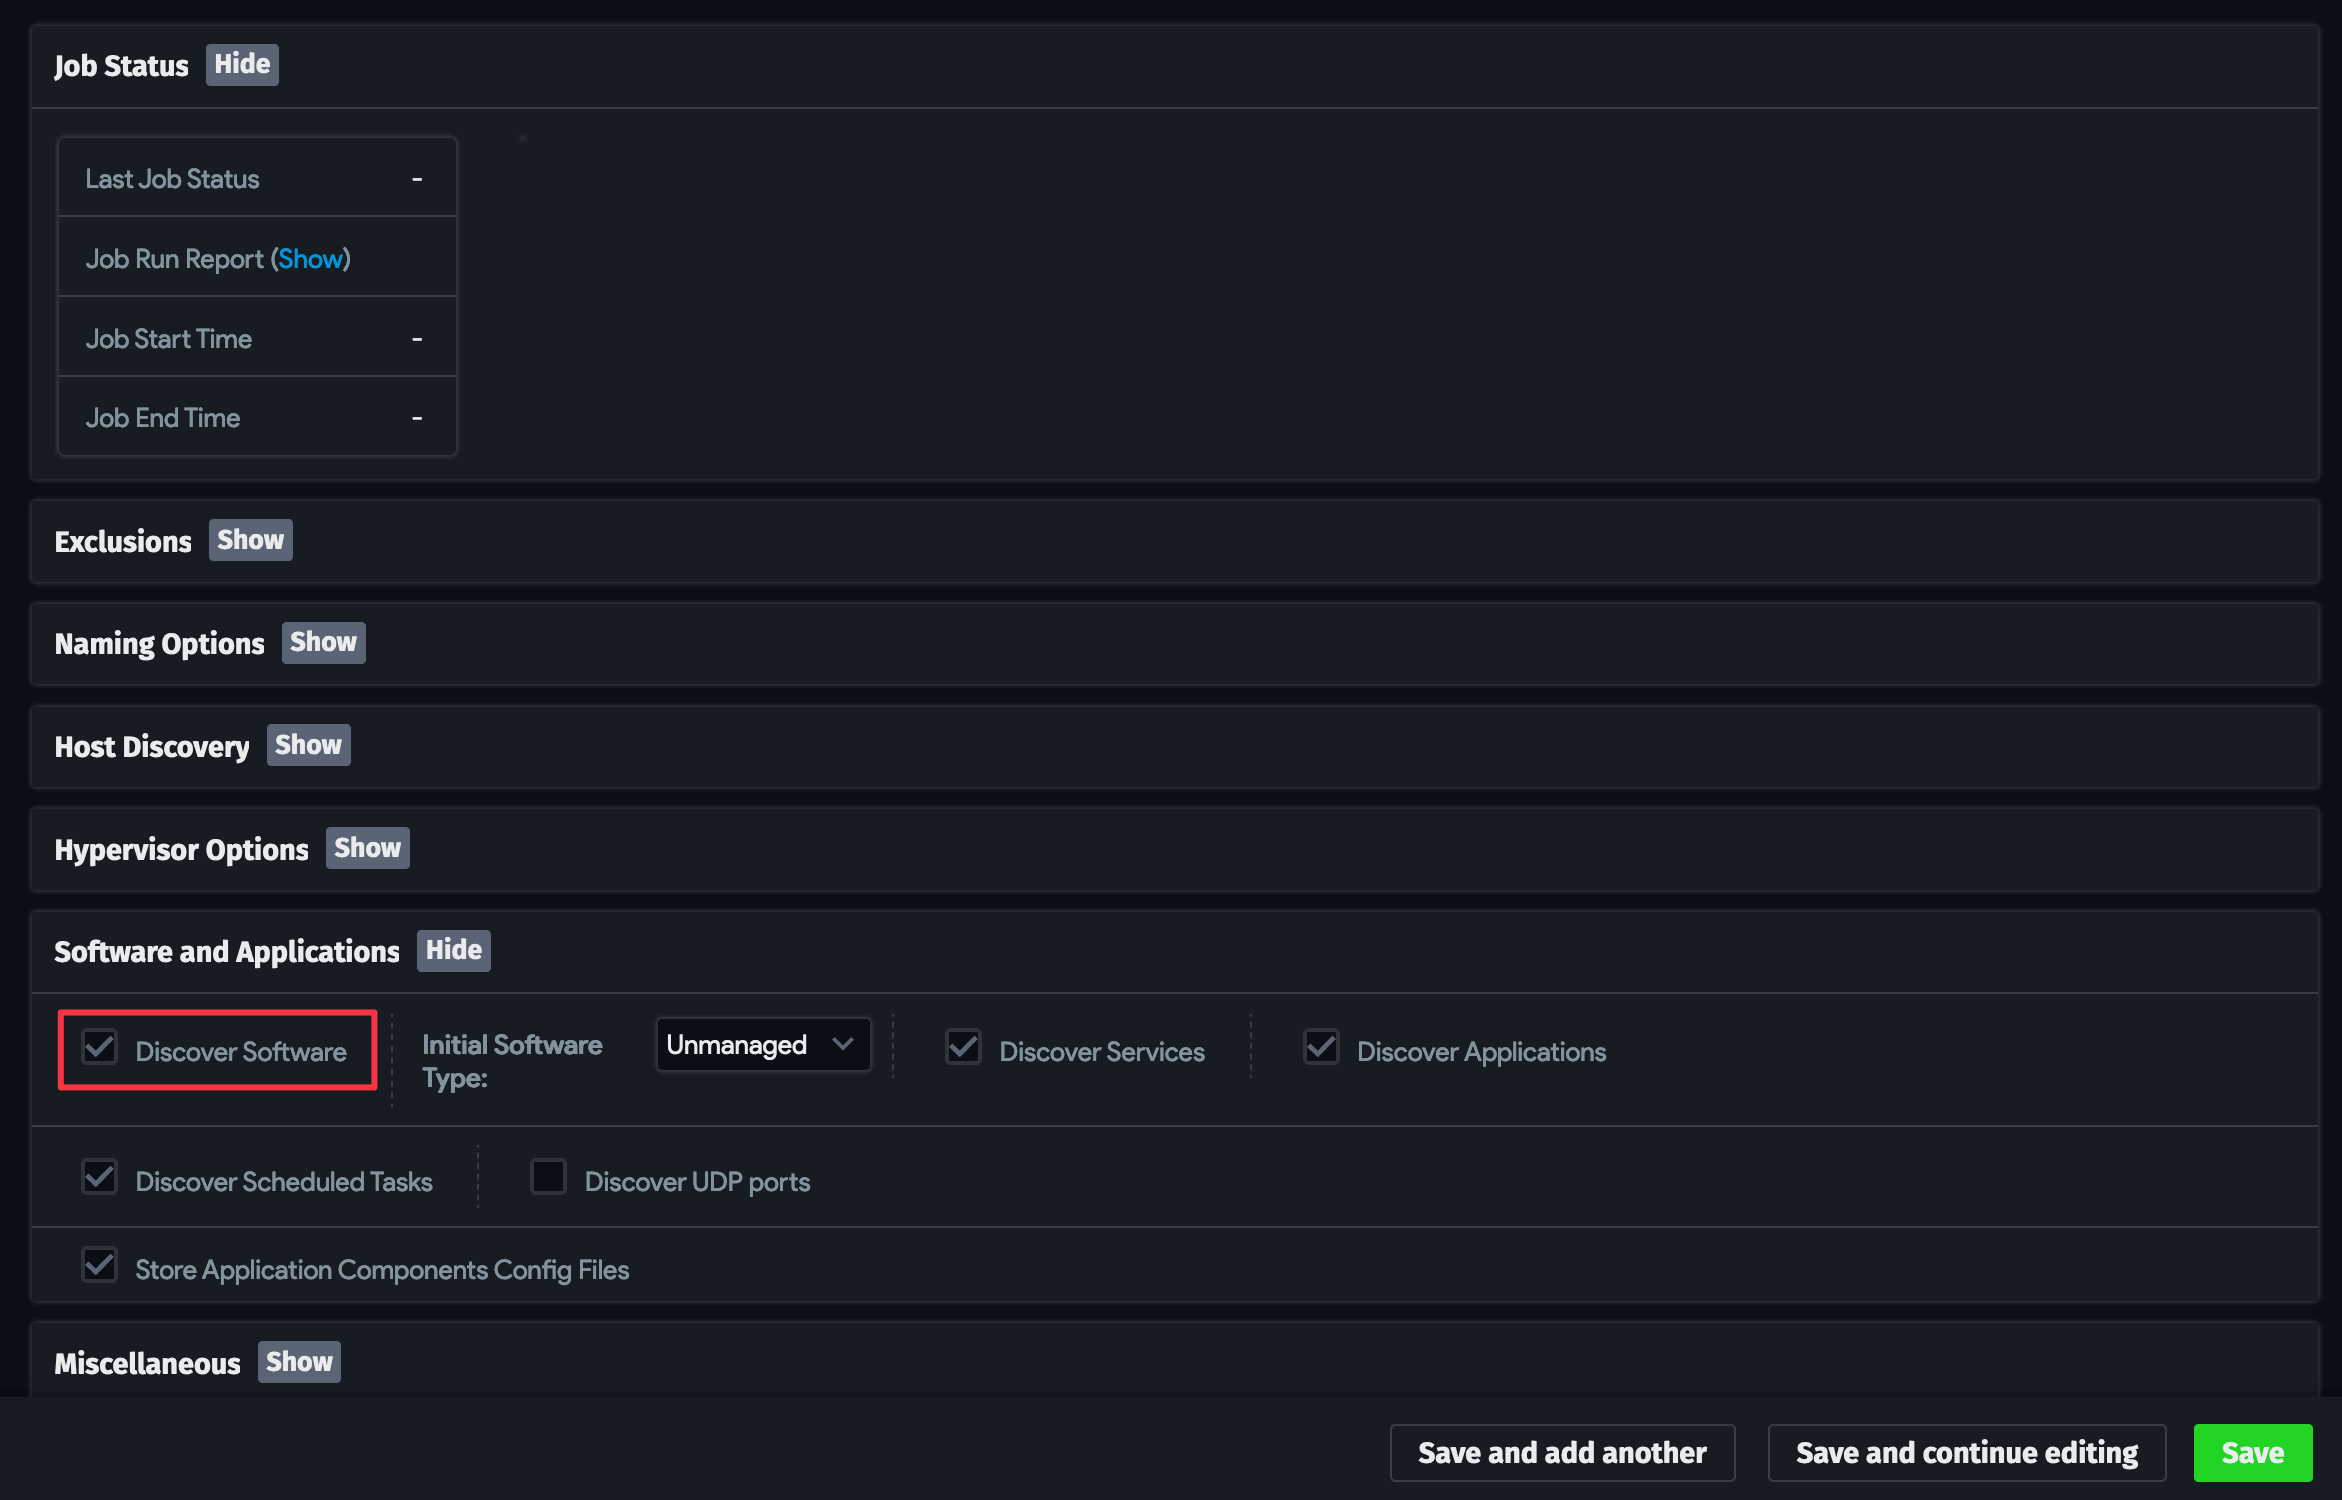 Job Status Hide
Last Job Status -
Job Run Report (Show)
Job Start Time -
Job End Time -
Exclusions Show
Naming Options Show
Host Discovery Show
Hypervisor Options Show
Software and Applications Hide
Discover Software Initial Software Type: Unmanaged Discover Services Discover Applications
Discover Scheduled Tasks Discover UDP ports
Store Application Components Config Files
Miscellaneous Show
Save and add another Save and continue editing Save